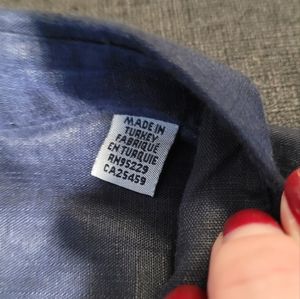 MADE IN
TURKEY
FABRIQUÉ
EN TURQUIE
RN95229
CA25459